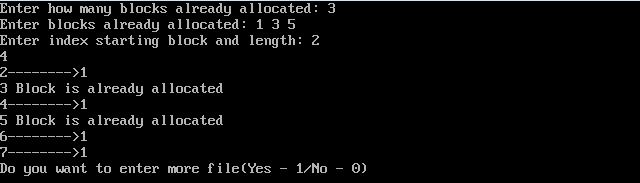 Enter how many blocks already allocated: 3
Enter blocks already allocated: 1 3 5
Enter index starting block and length: 2
4
2-------->1
3 Block is already allocated
4-------->1
5 Block is already allocated
6-------->1
7-------->1
Do you want to enter more file(Yes - 1/No - 0)